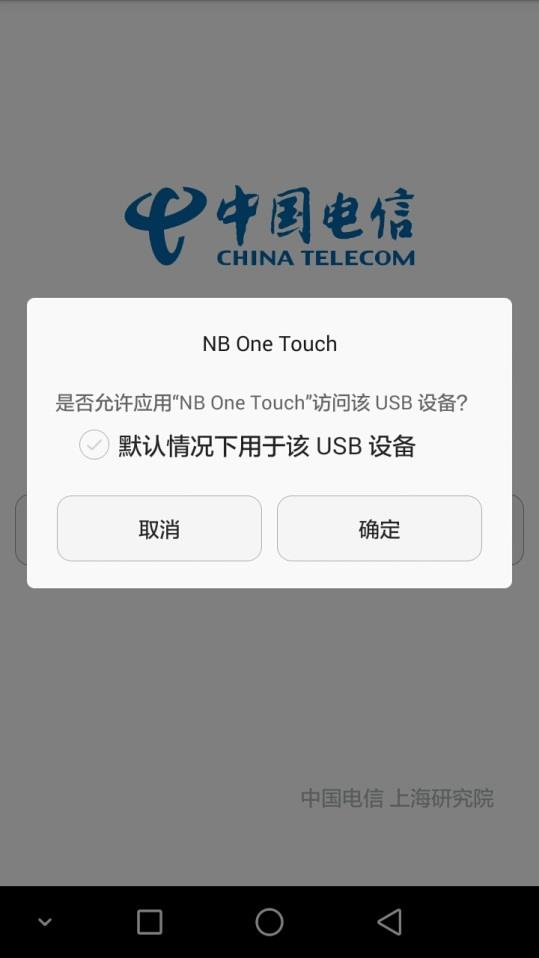 中国电信
CHINA TELECOM
NB One Touch
是否允许应用“NB One Touch”访问该 USB 设备?
默认情况下用于该 USB 设备
取消
确定
中国电信 上海研究院